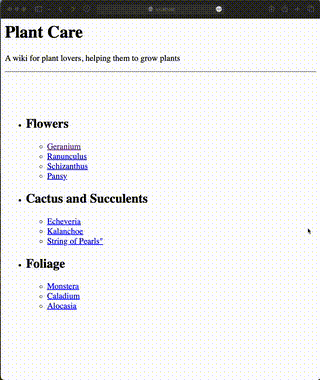 Plant Care
A wiki for plant lovers, helping them to grow plants
Flowers
Geranium
Ranunculus
Schizanthus
Pansy
Cactus and Succulents
Echeveria
Kalanchoe
String of Pearls"
Foliage
Monstera
Caladium
Alocasia